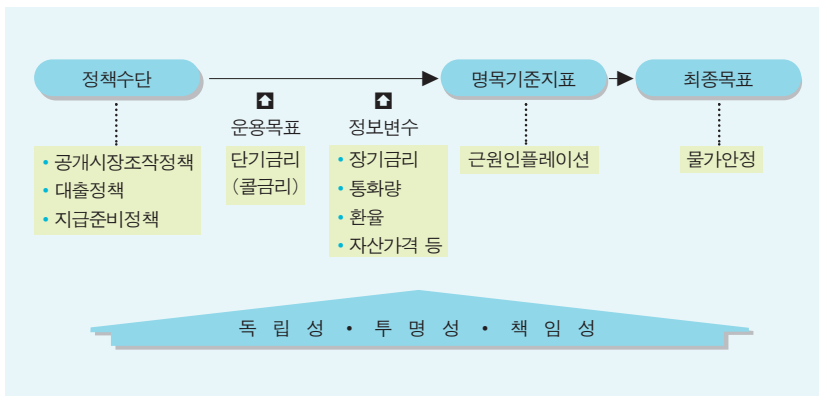 정책수단
명목기준지표
최종목표
운용목표
정보변수
• 공개시장조작정책
• 대출정책
• 지급준비정책
단기금리
(콜금리)
• 장기금리
• 통화량
• 환율
• 자산가격 등
근원인플레이션
물가안정
독립성 • 투명성 • 책임성